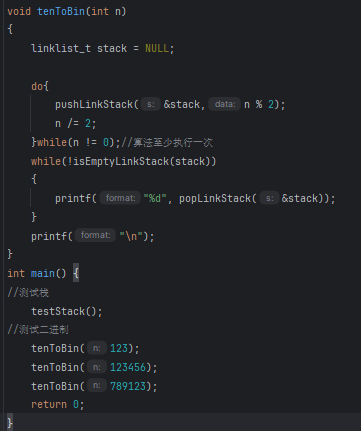 void tenToBin(int n)
{
    linklist_t stack = NULL;

    do{
        pushLinkStack( s: &stack, data: n % 2);
        n /= 2;
    }while(n != 0);//算法至少执行一次
    while(!isEmptyLinkStack(stack))
    {
        printf( format: "%d", popLinkStack( s: &stack));
    }
    printf( format: "\n");
}
int main() {
//测试栈
    testStack();
//测试二进制
    tenToBin( n: 123);
    tenToBin( n: 123456);
    tenToBin( n: 789123);
    return 0;
}